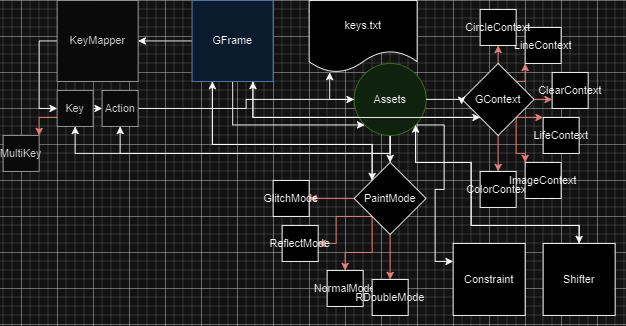 KeyMapper
GFrame
keys.txt
CircleContext
LineContext
Key
Action
Assets
GContext
ClearContext
MultiKey
LifeContext
ColorContext
ImageContext
GlitchMode
PaintMode
ReflectMode
NormalMode
RDoubleMode
Constraint
Shifter